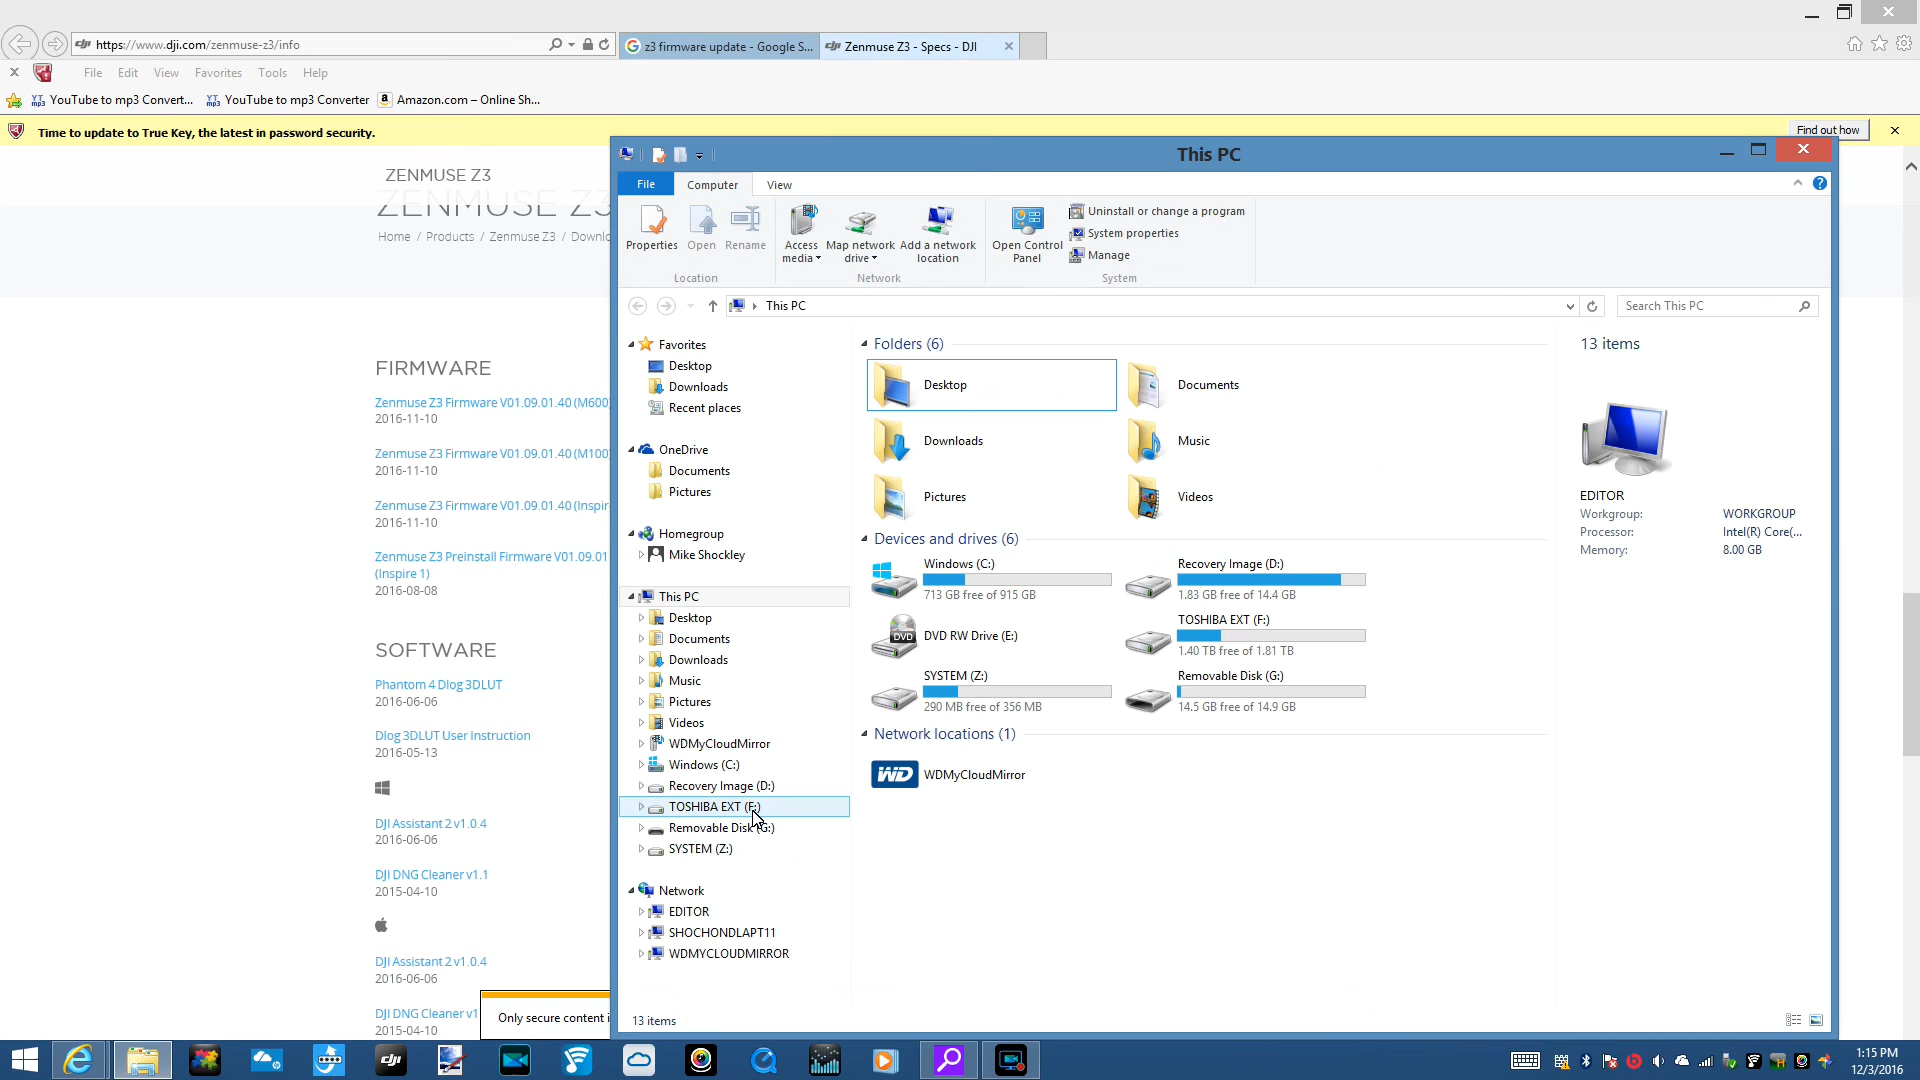 https://www.dji.com/zenmuse-z3/info
z3 firmware update - Google S...
Zenmuse Z3 - Specs - DJI
File Edit View Favorites Tools Help
YouTube to mp3 Convert...
YouTube to mp3 Converter
Amazon.com – Online Sh...
Time to update to True Key, the latest in password security.
Find out how
ZENMUSE Z3
ZENMUSE Z3
Home / Products / Zenmuse Z3 /
FIRMWARE
Zenmuse Z3 Firmware V01.09.01.40 (M600)
2016-11-10
Zenmuse Z3 Firmware V01.09.01.40 (M100)
2016-11-10
Zenmuse Z3 Firmware V01.09.01.40 (Inspir
2016-11-10
Zenmuse Z3 Preinstall Firmware V01.09.01
(Inspire 1)
2016-08-08
SOFTWARE
Phantom 4 Dlog 3DLUT
2016-06-06
Dlog 3DLUT User Instruction
2016-05-13
DJI Assistant 2 v1.0.4
2016-06-06
DJI DNG Cleaner v1.1
2015-04-10
DJI Assistant 2 v1.0.4
2016-06-06
DJI DNG Cleaner v1
2015-04-10
Only secure content i
This PC
File Computer View
Properties
Open
Rename
Access media
Map network drive
Add a network location
Open Control Panel
Uninstall or change a program
System properties
Manage
Location
Network
System
This PC
Search This PC
Favorites
Desktop
Downloads
Recent places
OneDrive
Documents
Pictures
Homegroup
Mike Shockley
This PC
Desktop
Documents
Downloads
Music
Pictures
Videos
WDMyCloudMirror
Windows (C:)
Recovery Image (D:)
TOSHIBA EXT (F:)
Removable Disk (G:)
SYSTEM (Z:)
Network
EDITOR
SHOCHONDLAPT11
WDMYCLOUDMIRROR
Folders (6)
Desktop
Documents
Downloads
Music
Pictures
Videos
Devices and drives (6)
Windows (C:)
713 GB free of 915 GB
Recovery Image (D:)
1.83 GB free of 14.4 GB
DVD
DVD RW Drive (E:)
TOSHIBA EXT (F:)
1.40 TB free of 1.81 TB
SYSTEM (Z:)
290 MB free of 356 MB
Removable Disk (G:)
14.5 GB free of 14.9 GB
Network locations (1)
WD
WDMyCloudMirror
13 items
EDITOR
Workgroup: WORKGROUP
Processor: Intel(R) Core(...
Memory: 8.00 GB
13 items
dji
1:15 PM
12/3/2016